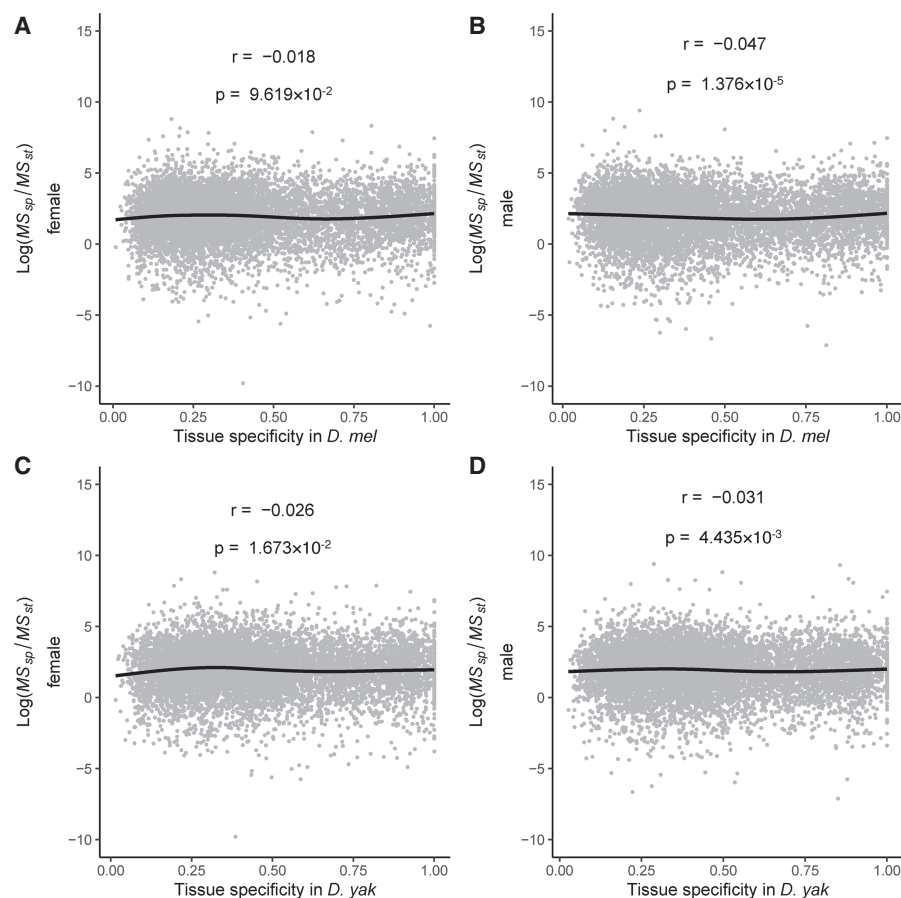 A
r = −0.018
p = 9.619×10-2
15
10
5
0
−5
−10
Log(MSsp/MSst)
female
0.00
0.25
0.50
0.75
1.00
Tissue specificity in D. mel
B
r = −0.047
p = 1.376×10-5
15
10
5
0
−5
−10
Log(MSsp/MSst)
male
0.00
0.25
0.50
0.75
1.00
Tissue specificity in D. mel
C
r = −0.026
p = 1.673×10-2
15
10
5
0
−5
−10
Log(MSsp/MSst)
female
0.00
0.25
0.50
0.75
1.00
Tissue specificity in D. yak
D
r = −0.031
p = 4.435×10-3
15
10
5
0
−5
−10
Log(MSsp/MSst)
male
0.00
0.25
0.50
0.75
1.00
Tissue specificity in D. yak